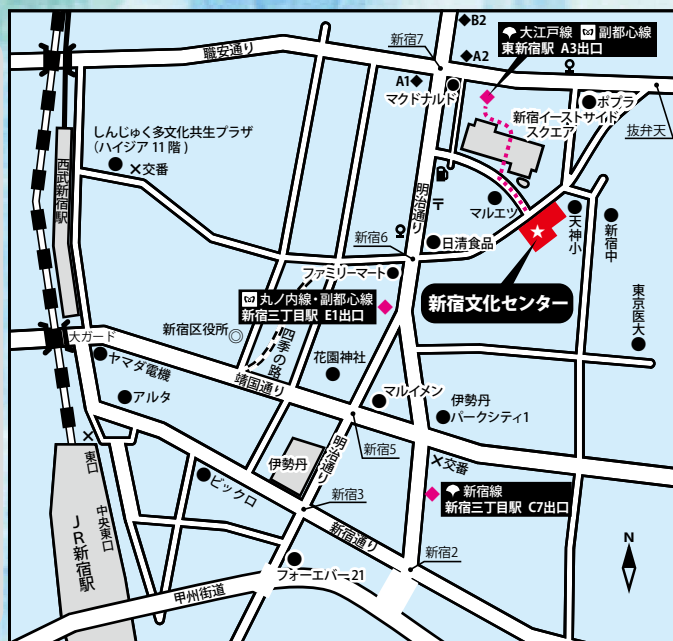 B2
新宿7
職安通り
大江戸線 副都心線
東新宿駅 A3出口
A2
A1
マクドナルド
ポプラ
新宿イーストサイド
スクエア
抜弁天
しんじゅく多文化共生プラザ
(ハイジア 11階)
交番
西武新宿駅
明治通り
マルエツ
天神小
新宿中
日清食品
新宿6
ファミリーマート
新宿文化センター
東京医大
丸ノ内線・副都心線
新宿三丁目駅 E1出口
新宿区役所
四季の路
大ガード
ヤマダ電機
花園神社
靖国通り
マルイメン
アルタ
伊勢丹
パークシティ1
新宿5
明治通り
交番
東口
伊勢丹
ビックロ
新宿3
新宿線
新宿三丁目駅 C7出口
中央東口
JR新宿駅
新宿通り
新宿2
フォーエバー21
甲州街道
N